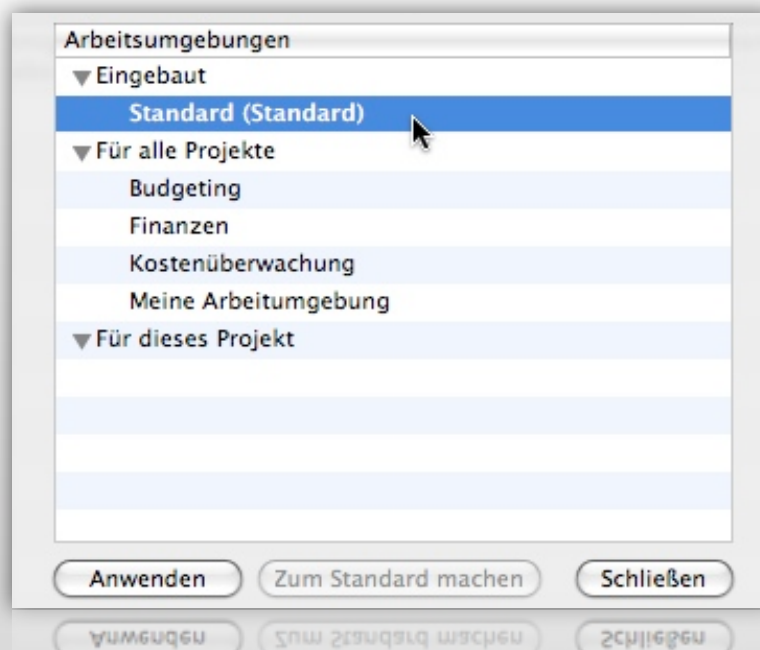 Arbeitsumgebungen
Eingebaut
Standard (Standard)
Für alle Projekte
Budgeting
Finanzen
Kostenüberwachung
Meine Arbeitumgebung
Für dieses Projekt
Anwenden Zum Standard machen Schließen